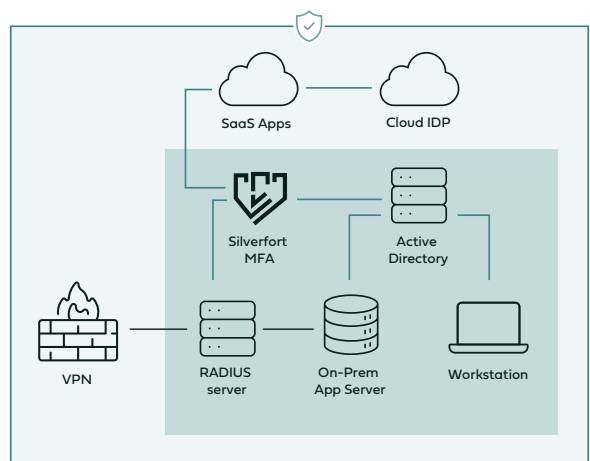 SaaS Apps
Cloud IDP
Silverfort
MFA
Active
Directory
VPN
RADIUS
server
On-Prem
App Server
Workstation